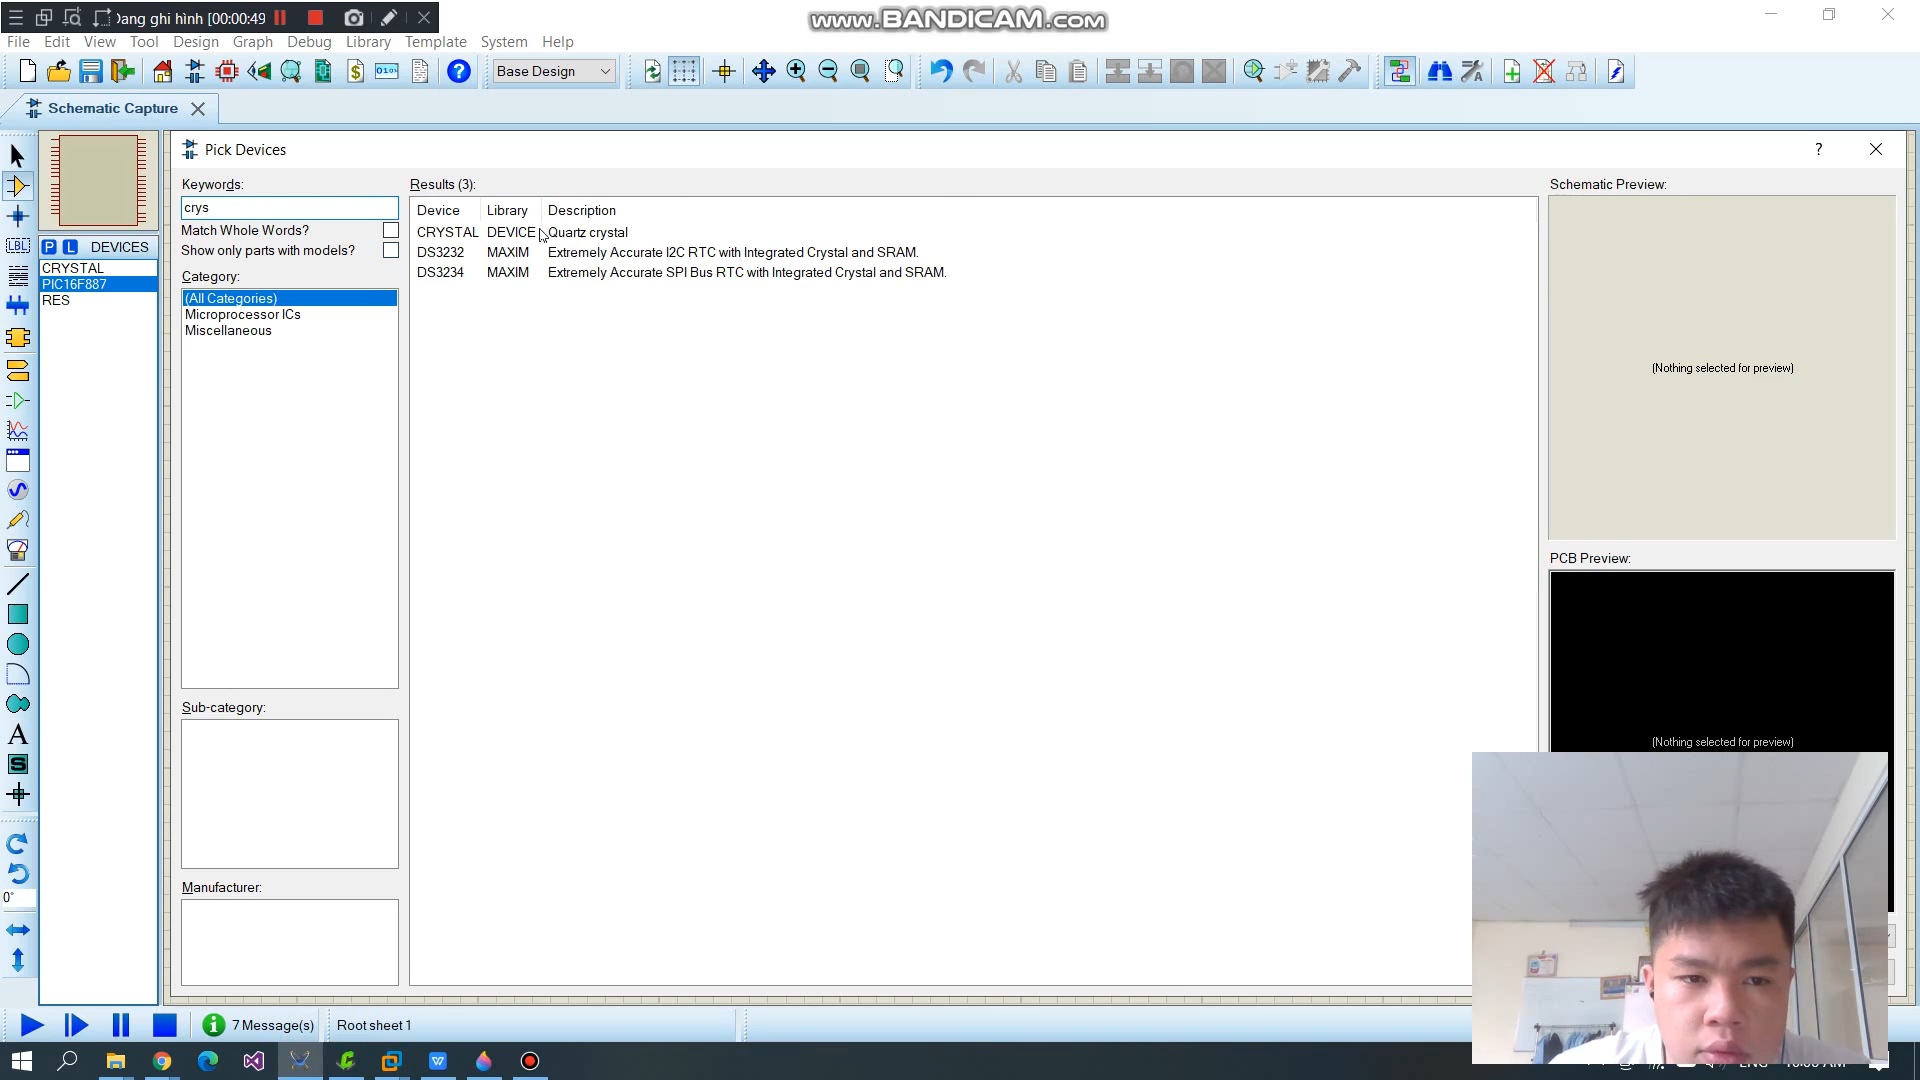 Đang ghi hình [00:00:49
www.BANDICAM.com
File Edit View Tool Design Graph Debug Library Template System Help
Base Design
Schematic Capture
Pick Devices
Keywords:
crys
Match Whole Words?
Show only parts with models?
Category:
(All Categories)
Microprocessor ICs
Miscellaneous
Sub-category:
Manufacturer:
P L DEVICES
CRYSTAL
PIC16F887
RES
Results (3):
Device Library Description
CRYSTAL DEVICE Quartz crystal
DS3232 MAXIM Extremely Accurate I2C RTC with Integrated Crystal and SRAM.
DS3234 MAXIM Extremely Accurate SPI Bus RTC with Integrated Crystal and SRAM.
Schematic Preview:
(Nothing selected for preview)
PCB Preview:
(Nothing selected for preview)
LBL
A
S
0°
7 Message(s)
Root sheet 1